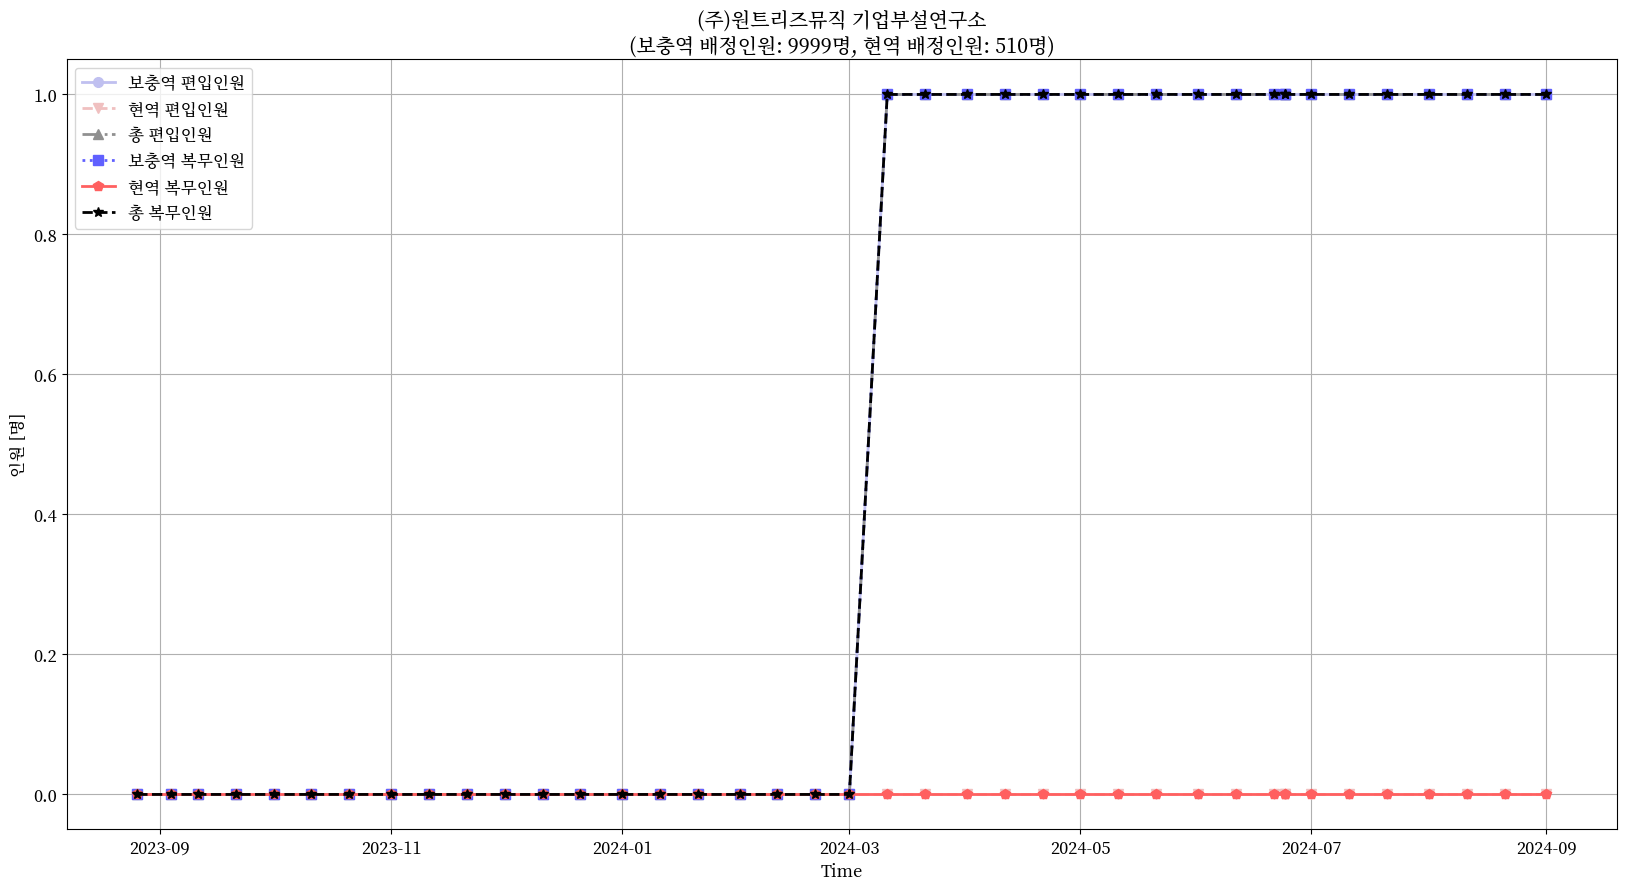 (주)원트리즈뮤직 기업부설연구소
(보충역 배정인원: 9999명, 현역 배정인원: 510명)
보충역 편입인원
현역 편입인원
총 편입인원
보충역 복무인원
현역 복무인원
총 복무인원
인원 [명]
1.0
0.8
0.6
0.4
0.2
0.0
2023-09
2023-11
2024-01
2024-03
2024-05
2024-07
2024-09
Time